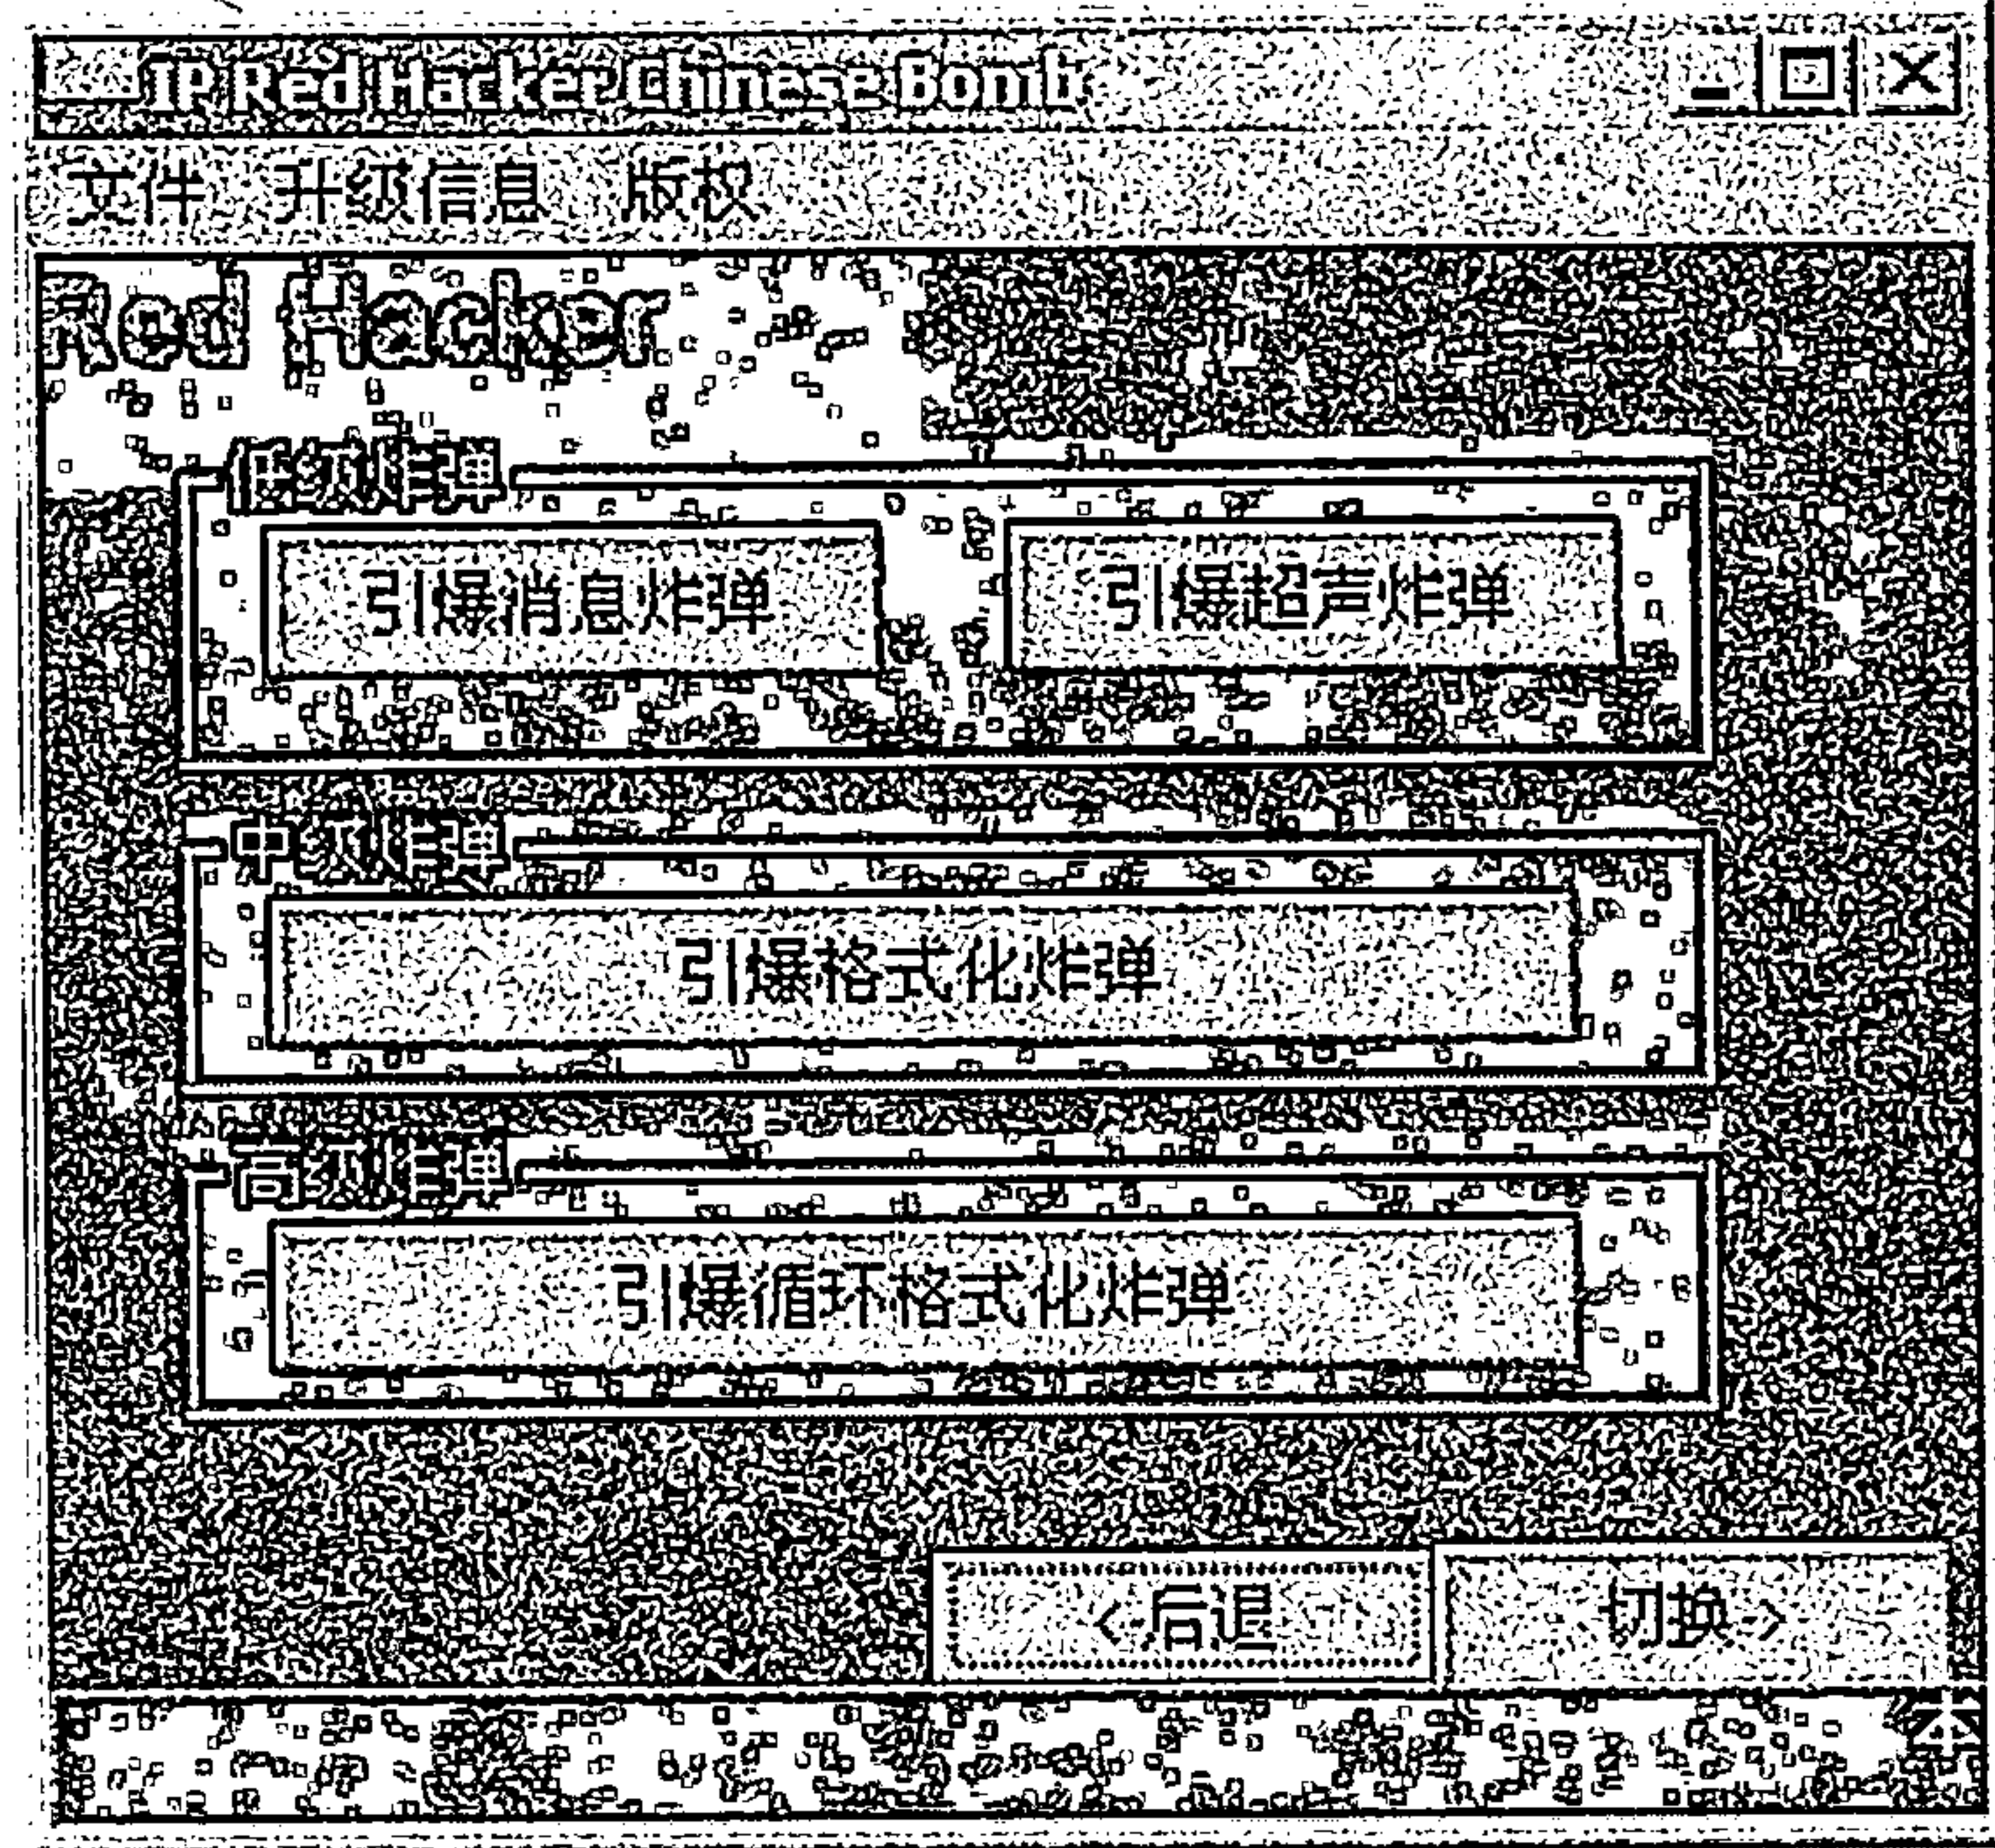 IP Red Hacker Chinese Bomb
文件 升级信息 版权
Red Hacker
低级炸弹
引爆消息炸弹 引爆超声炸弹
中级炸弹
引爆格式化炸弹
高级炸弹
引爆循环格式化炸弹
< 后退 切换 >